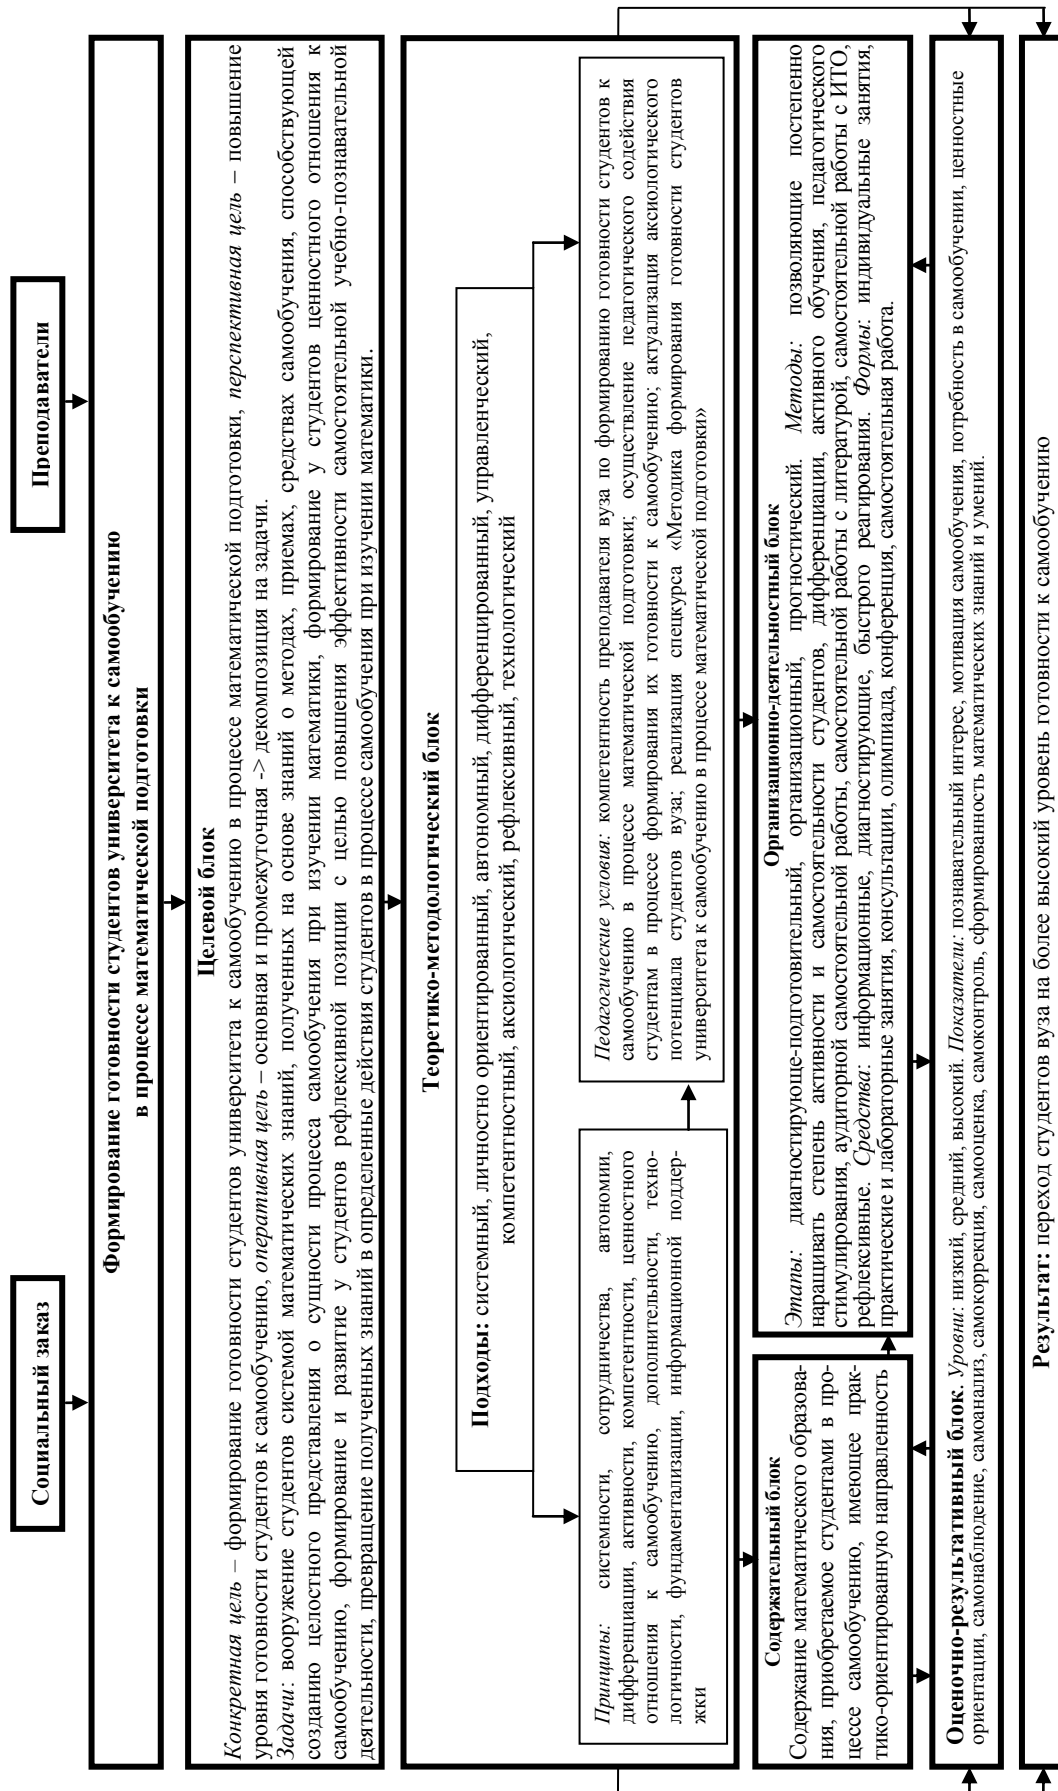 Социальный заказ
Преподаватели
Формирование готовности студентов университета к самообучению
в процессе математической подготовки
Целевой блок
Конкретная цель – формирование готовности студентов университета к самообучению в процессе математической подготовки, перспективная цель – повышение
уровня готовности студентов к самообучению, оперативная цель – основная и промежуточная -> декомпозиция на задачи.
Задачи: вооружение студентов системой математических знаний, полученных на основе знаний о методах, приемах, средствах самообучения, способствующей
созданию целостного представления о сущности процесса самообучения при изучении математики, формирование у студентов ценностного отношения к
самообучению, формирование и развитие у студентов рефлексивной позиции с целью повышения эффективности самостоятельной учебно-познавательной
деятельности, превращение полученных знаний в определенные действия студентов в процессе самообучения при изучении математики.
Теоретико-методологический блок
Подходы: системный, личностно ориентированный, автономный, дифференцированный, управленческий,
компетентностный, аксиологический, рефлексивный, технологический
Принципы: системности, сотрудничества, автономии,
дифференциации, активности, компетентности, ценностного
отношения к самообучению, дополнительности, техно-
логичности, фундаментализации, информационной поддер-
жки
Педагогические условия: компетентность преподавателя вуза по формированию готовности студентов к
самообучению в процессе математической подготовки; осуществление педагогического содействия
студентам в процессе формирования их готовности к самообучению; актуализация аксиологического
потенциала студентов вуза; реализация спецкурса «Методика формирования готовности студентов
университета к самообучению в процессе математической подготовки»
Содержательный блок
Содержание математического образова-
ния, приобретаемое студентами в про-
цессе самообучению, имеющее прак-
тико-ориентированную направленность
Организационно-деятельностный блок
Этапы: диагностирующе-подготовительный, организационный, прогностический. Методы: позволяющие постепенно
наращивать степень активности и самостоятельности студентов, дифференциации, активного обучения, педагогического
стимулирования, аудиторной самостоятельной работы, самостоятельной работы с литературой, самостоятельной работы с ИТО,
рефлексивные. Средства: информационные, диагностирующие, быстрого реагирования. Формы: индивидуальные занятия,
практические и лабораторные занятия, консультации, олимпиада, конференция, самостоятельная работа.
Оценочно-результативный блок. Уровни: низкий, средний, высокий. Показатели: познавательный интерес, мотивация самообучения, потребность в самообучении, ценностные
ориентации, самонаблюдение, самоанализ, самокоррекция, самооценка, самоконтроль, сформированность математических знаний и умений.
Результат: переход студентов вуза на более высокий уровень готовности к самообучению